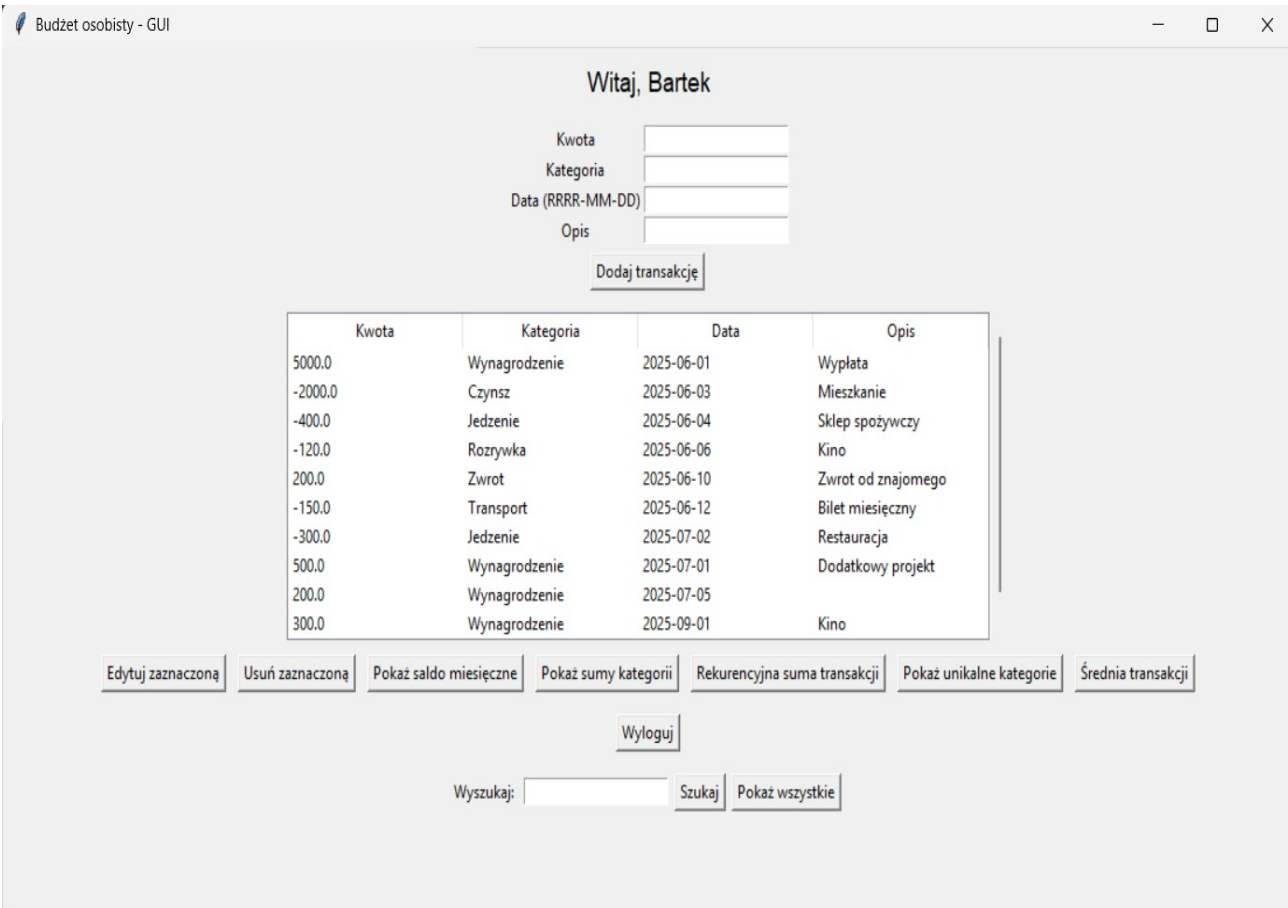 Budżet osobisty - GUI
Witaj, Bartek
Kwota
Kategoria
Data (RRRR-MM-DD)
Opis
Dodaj transakcję
Kwota Kategoria Data Opis
5000.0 Wynagrodzenie 2025-06-01 Wypłata
-2000.0 Czynsz 2025-06-03 Mieszkanie
-400.0 Jedzenie 2025-06-04 Sklep spożywczy
-120.0 Rozrywka 2025-06-06 Kino
200.0 Zwrot 2025-06-10 Zwrot od znajomego
-150.0 Transport 2025-06-12 Bilet miesięczny
-300.0 Jedzenie 2025-07-02 Restauracja
500.0 Wynagrodzenie 2025-07-01 Dodatkowy projekt
200.0 Wynagrodzenie 2025-07-05
300.0 Wynagrodzenie 2025-09-01 Kino
Edytuj zaznaczoną Usuń zaznaczoną Pokaż saldo miesięczne Pokaż sumy kategorii Rekurencyjna suma transakcji Pokaż unikalne kategorie Średnia transakcji
Wyloguj
Wyszukaj: Szukaj Pokaż wszystkie